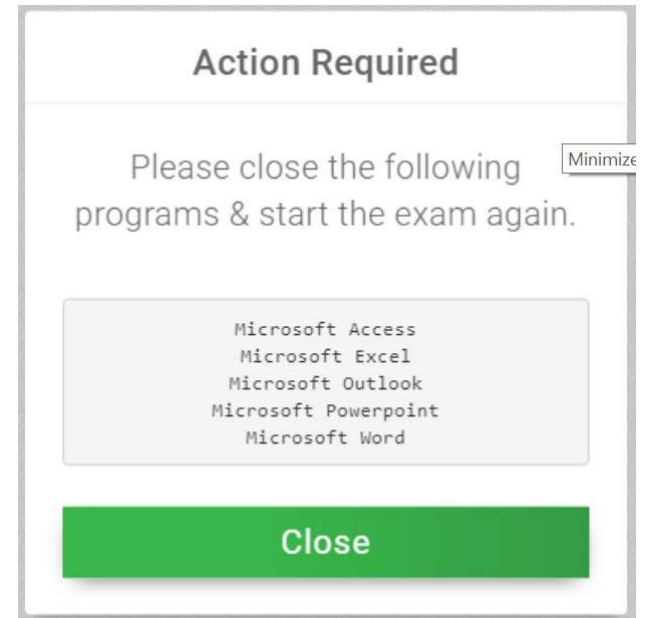 Action Required
Minimize
Please close the following
programs & start the exam again.
Microsoft Access
Microsoft Excel
Microsoft Outlook
Microsoft Powerpoint
Microsoft Word
Close